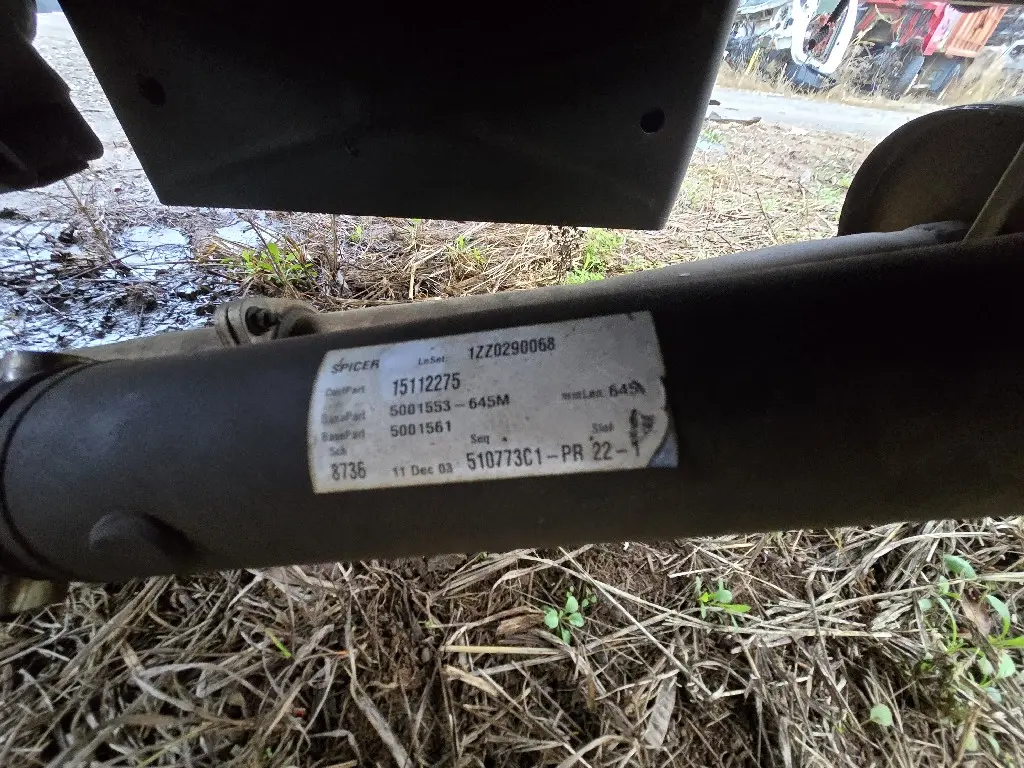 SPICER LnSet 1ZZ0290068
CustPart 15112275
DanaPart 5001553-645M mmLen 645
BasePart 5001561
Sch Seq Slot
8736 11 Dec 03 510773C1-PR 22-1